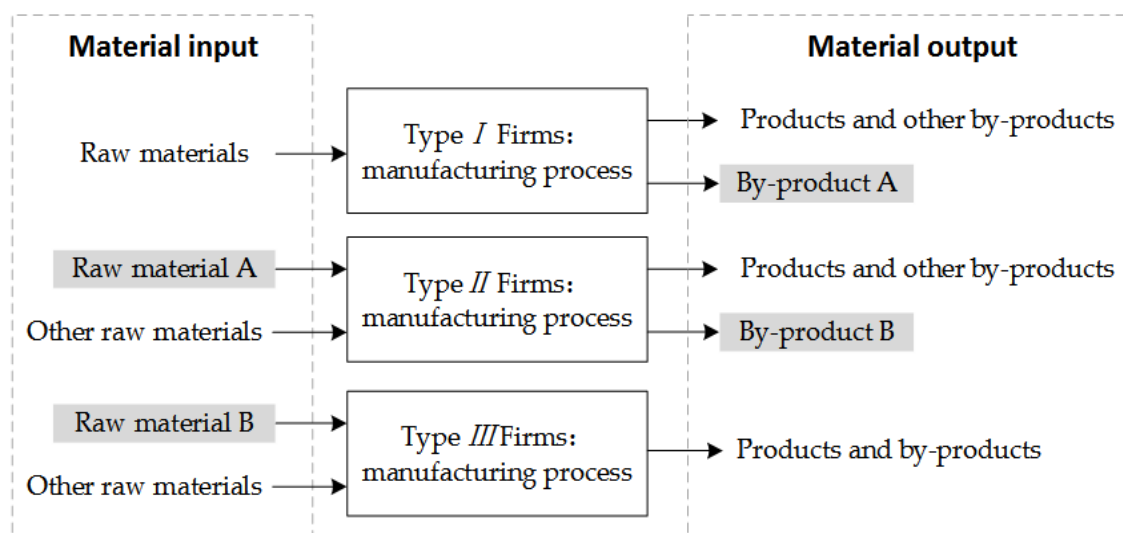 Material input
Material output
Raw materials
Type I Firms:
manufacturing process
Products and other by-products
By-product A
Raw material A
Other raw materials
Type II Firms:
manufacturing process
Products and other by-products
By-product B
Raw material B
Other raw materials
Type III Firms:
manufacturing process
Products and by-products